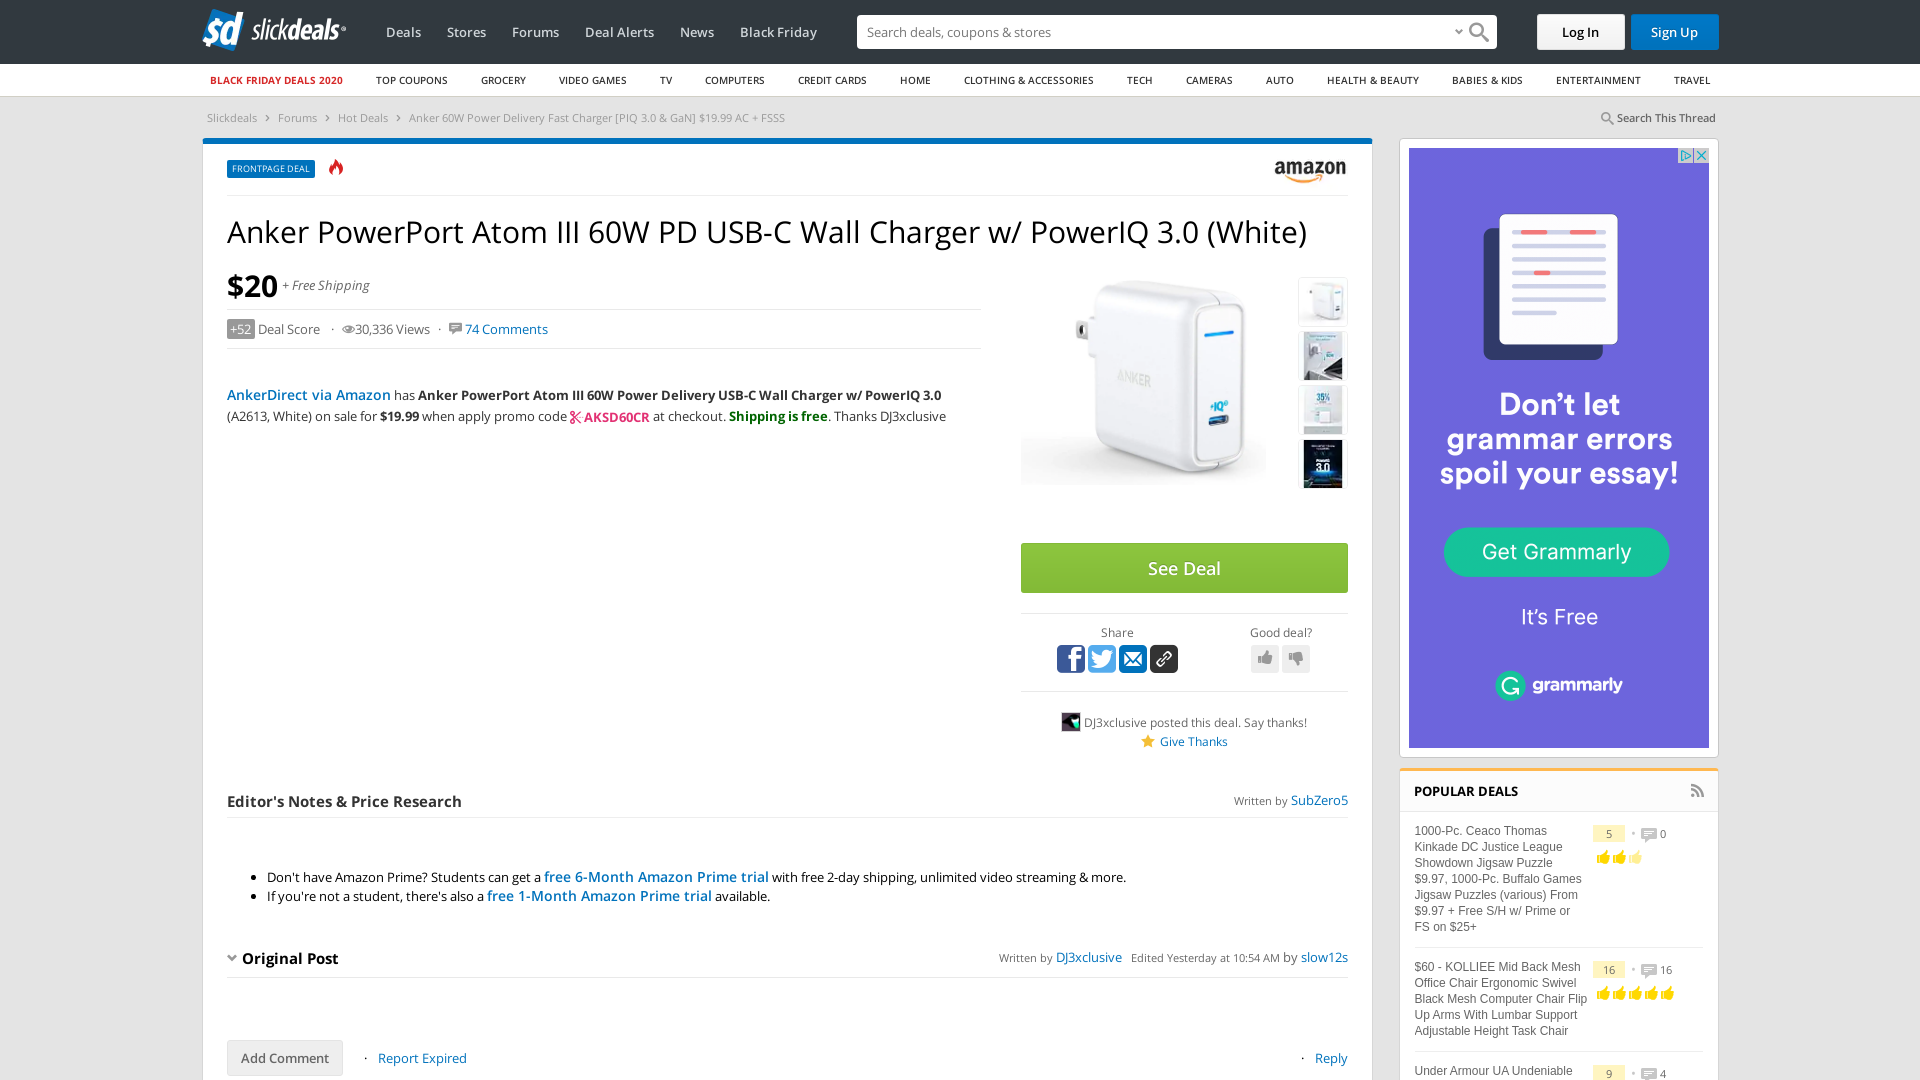 sd slickdeals
Deals Stores Forums Deal Alerts News Black Friday
Search deals, coupons & stores
Log In
Sign Up
BLACK FRIDAY DEALS 2020 TOP COUPONS GROCERY VIDEO GAMES TV COMPUTERS CREDIT CARDS HOME CLOTHING & ACCESSORIES TECH CAMERAS AUTO HEALTH & BEAUTY BABIES & KIDS ENTERTAINMENT TRAVEL
Slickdeals › Forums › Hot Deals › Anker 60W Power Delivery Fast Charger [PIQ 3.0 & GaN] $19.99 AC + FSSS
Search This Thread
FRONTPAGE DEAL
amazon
Anker PowerPort Atom III 60W PD USB-C Wall Charger w/ PowerIQ 3.0 (White)
$20 + Free Shipping
+52 Deal Score · 30,336 Views · 74 Comments
AnkerDirect via Amazon has Anker PowerPort Atom III 60W Power Delivery USB-C Wall Charger w/ PowerIQ 3.0
(A2613, White) on sale for $19.99 when apply promo code AKSD60CR at checkout. Shipping is free. Thanks DJ3xclusive
ANKER
IQ
35%
3.0
See Deal
Share
Good deal?
DJ3xclusive posted this deal. Say thanks!
Give Thanks
Editor's Notes & Price Research
Written by SubZero5
• Don't have Amazon Prime? Students can get a free 6-Month Amazon Prime trial with free 2-day shipping, unlimited video streaming & more.
• If you're not a student, there's also a free 1-Month Amazon Prime trial available.
Original Post
Written by DJ3xclusive Edited Yesterday at 10:54 AM by slow12s
Add Comment · Report Expired
· Reply
Don't let
grammar errors
spoil your essay!
Get Grammarly
It's Free
grammarly
POPULAR DEALS
1000-Pc. Ceaco Thomas
Kinkade DC Justice League
Showdown Jigsaw Puzzle
$9.97, 1000-Pc. Buffalo Games
Jigsaw Puzzles (various) From
$9.97 + Free S/H w/ Prime or
FS on $25+
5 • 0
$60 - KOLLIEE Mid Back Mesh
Office Chair Ergonomic Swivel
Black Mesh Computer Chair Flip
Up Arms With Lumbar Support
Adjustable Height Task Chair
16 • 16
Under Armour UA Undeniable
9 • 4